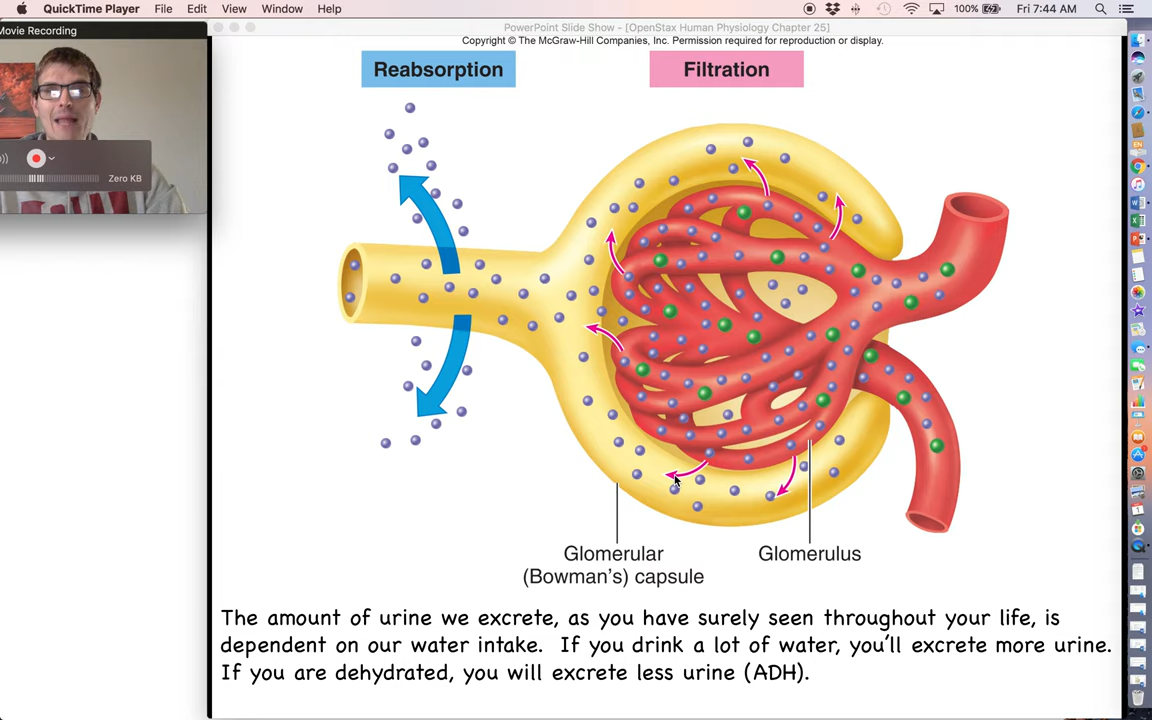 QuickTime Player File Edit View Window Help 100% Fri 7:44 AM
Movie Recording
PowerPoint Slide Show - [OpenStax Human Physiology Chapter 25]
Copyright © The McGraw-Hill Companies, Inc. Permission required for reproduction or display.
Reabsorption Filtration
Zero KB
Glomerular Glomerulus
(Bowman's) capsule
The amount of urine we excrete, as you have surely seen throughout your life, is
dependent on our water intake. If you drink a lot of water, you'll excrete more urine.
If you are dehydrated, you will excrete less urine (ADH).